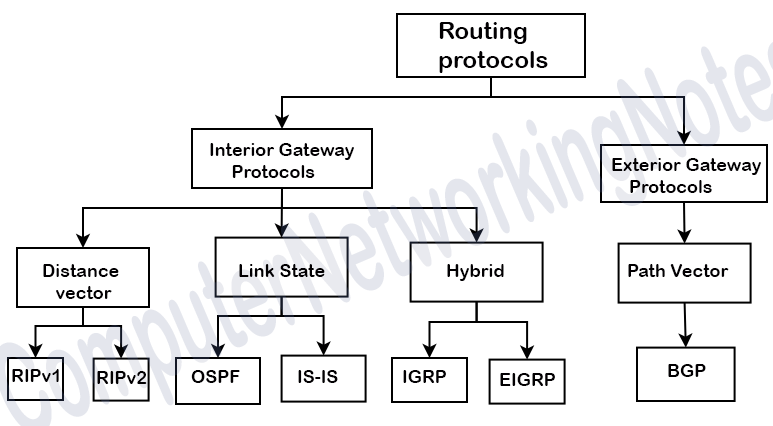 Routing
protocols
Interior Gateway
Protocols
Exterior Gateway
Protocols
Distance
vector
Link State
Hybrid
Path Vector
RIPv1
RIPv2
OSPF
IS-IS
IGRP
EIGRP
BGP
ComputerNetworkingNotes